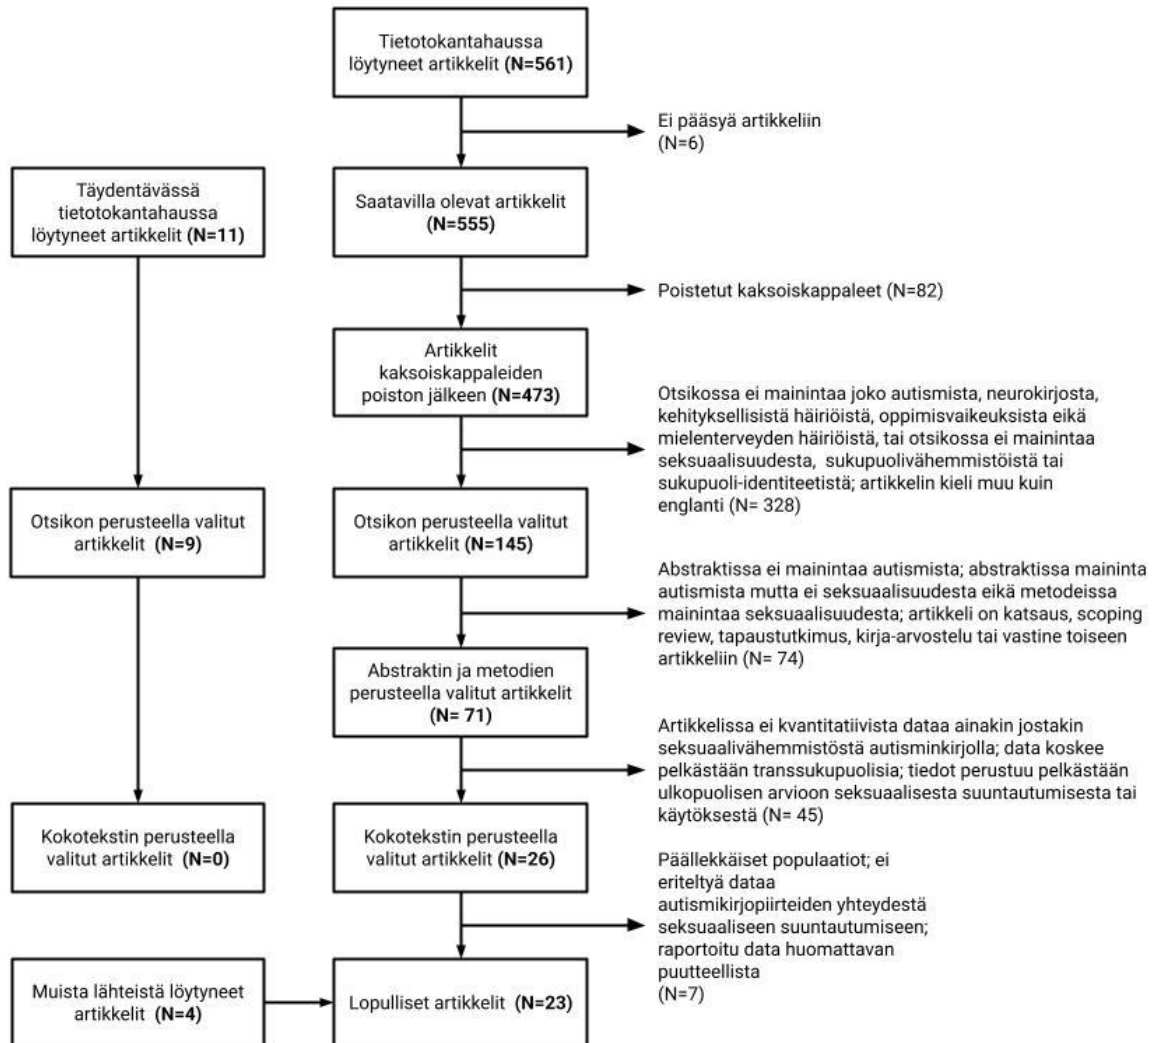 Tietotokantahaussa
löytyneet artikkelit (N=561)
Ei pääsyä artikkeliin
(N=6)
Täydentävässä
tietotokantahaussa
löytyneet artikkelit (N=11)
Saatavilla olevat artikkelit
(N=555)
Poistetut kaksoiskappaleet (N=82)
Artikkelit
kaksoiskappaleiden
poiston jälkeen (N=473)
Otsikossa ei mainintaa joko autismista, neurokirjosta,
kehityksellisistä häiriöistä, oppimisvaikeuksista eikä
mielenterveyden häiriöistä, tai otsikossa ei mainintaa
seksuaalisuudesta, sukupuolivähemmistöistä tai
sukupuoli-identiteetistä; artikkelin kieli muu kuin
englanti (N= 328)
Otsikon perusteella valitut
artikkelit (N=9)
Otsikon perusteella valitut
artikkelit (N=145)
Abstraktissa ei mainintaa autismista; abstraktissa maininta
autismista mutta ei seksuaalisuudesta eikä metodeissa
mainintaa seksuaalisuudesta; artikkeli on katsaus, scoping
review, tapaustutkimus, kirja-arvostelu tai vastine toiseen
artikkeliin (N= 74)
Abstraktin ja metodien
perusteella valitut artikkelit
(N= 71)
Artikkelissa ei kvantitatiivista dataa ainakin jostakin
seksuaalivähemmistöstä autisminkirjolla; data koskee
pelkästään transsukupuolisia; tiedot perustuu pelkästään
ulkopuolisen arvioon seksuaalisesta suuntautumisesta tai
käytöksestä (N= 45)
Kokotekstin perusteella
valitut artikkelit (N=0)
Kokotekstin perusteella
valitut artikkelit (N=26)
Päällekkäiset populaatiot; ei
eriteltyä dataa
autismikirjopiirteiden yhteydestä
seksuaaliseen suuntautumiseen;
raportoitu data huomattavan
puutteellista
(N=7)
Muista lähteistä löytyneet
artikkelit (N=4)
Lopulliset artikkelit (N=23)